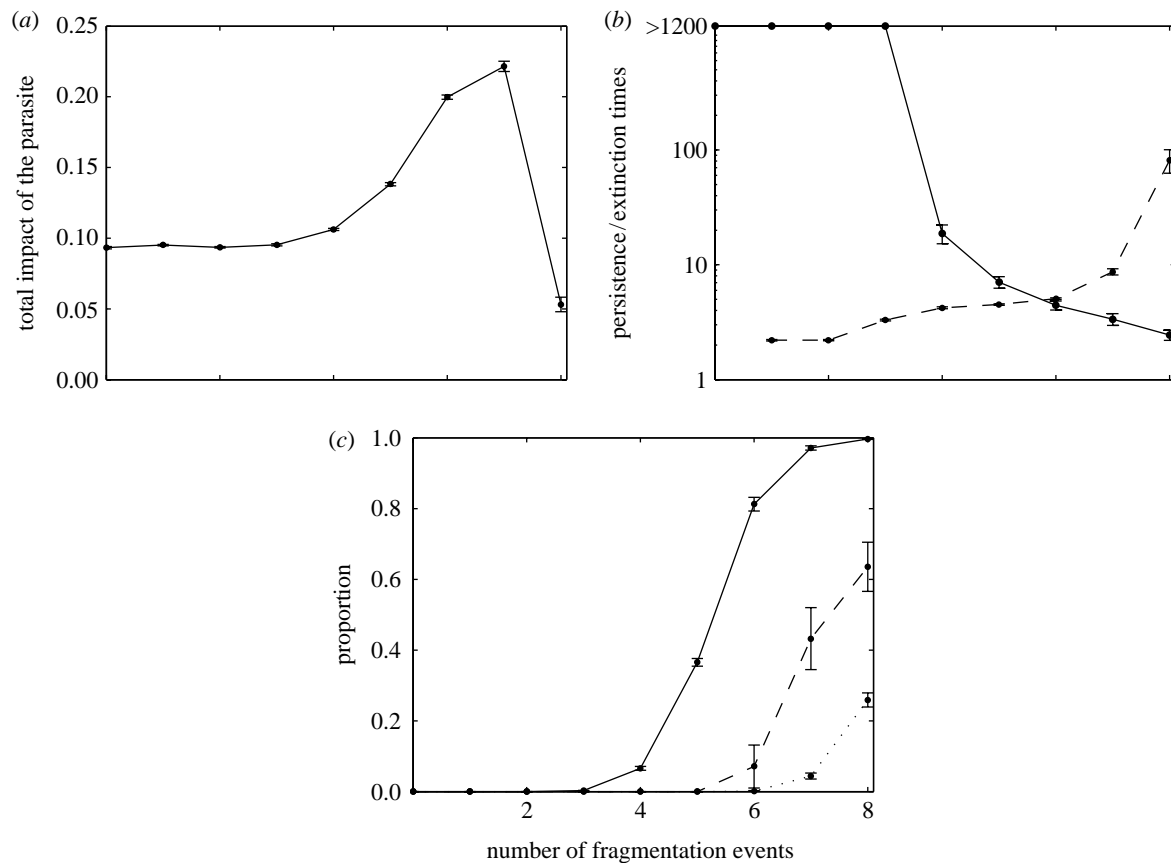 (a)
total impact of the parasite
0.25
0.20
0.15
0.10
0.05
0.00
(b)
persistence/extinction times
>1200
100
10
1
(c)
proportion
1.0
0.8
0.6
0.4
0.2
0.0
2 4 6 8
number of fragmentation events